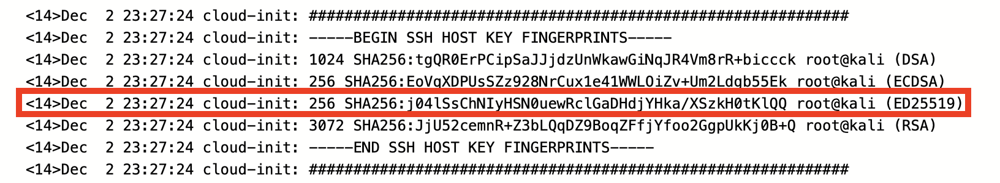 <14>Dec  2 23:27:24 cloud-init: #############################################################
<14>Dec  2 23:27:24 cloud-init: -----BEGIN SSH HOST KEY FINGERPRINTS-----
<14>Dec  2 23:27:24 cloud-init: 1024 SHA256:tgQR0ErPCipSaJJjdzUnWkawGiNqJR4Vm8rR+biccck root@kali (DSA)
<14>Dec  2 23:27:24 cloud-init: 256 SHA256:EoVqXDPUsSZz928NrCux1e41WWLOiZv+Um2Ldqb55Ek root@kali (ECDSA)
<14>Dec  2 23:27:24 cloud-init: 256 SHA256:j04lSsChNIyHSN0uewRclGaDHdjYHka/XSzkH0tKlQQ root@kali (ED25519)
<14>Dec  2 23:27:24 cloud-init: 3072 SHA256:JjU52cemnR+Z3bLQqDZ9BoqZFfjYfoo2GgpUkKj0B+Q root@kali (RSA)
<14>Dec  2 23:27:24 cloud-init: -----END SSH HOST KEY FINGERPRINTS-----
<14>Dec  2 23:27:24 cloud-init: #############################################################